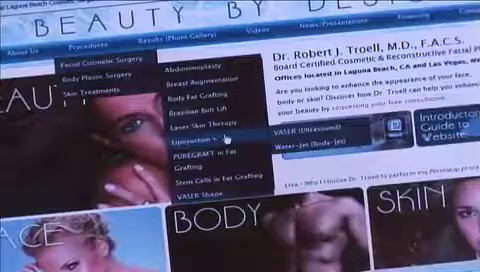 Laguna Beach Cosmetic
BEAUTY BY
About Us Procedures Results (Photo Gallery) Videos News/Presentations Financing
Facial Cosmetic Surgery
Body Plastic Surgery
Skin Treatments
Abdominoplasty
Breast Augmentation
Body Fat Grafting
Brazilian Butt Lift
Laser Skin Therapy
Liposuction
PUREGRAFT in Fat
Grafting
Stem Cells in Fat Grafting
VASER Shape
VASER (Ultrasound)
Water-Jet (Body-Jet)
Dr. Robert J. Troell, M.D., F.A.C.S.
Board Certified Cosmetic & Reconstructive Facial
Offices located in Laguna Beach, CA and Las Vegas,
Are you looking to enhance the appearance of your face,
body or skin? Discover how Dr. Troell can help you
your beauty by requesting your free consultation.
Introductory
Guide to
Website
BODY
SKIN